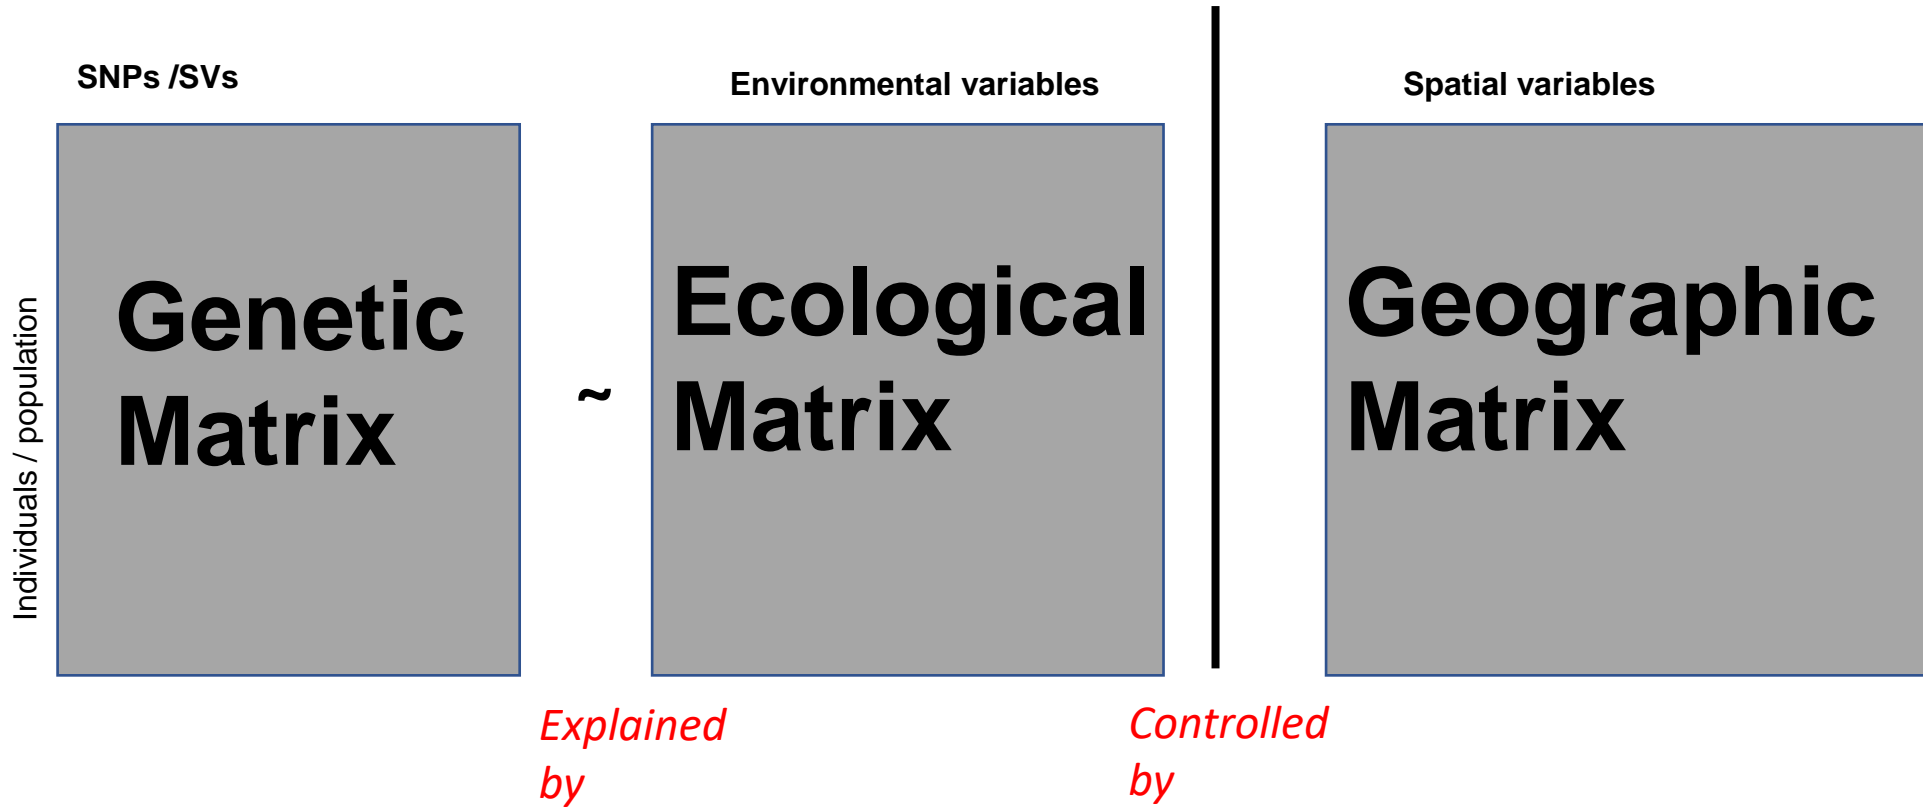 SNPs /SVs
Environmental variables
Spatial variables
Individuals / population
Genetic
Matrix
~
Ecological
Matrix
Geographic
Matrix
Explained
by
Controlled
by